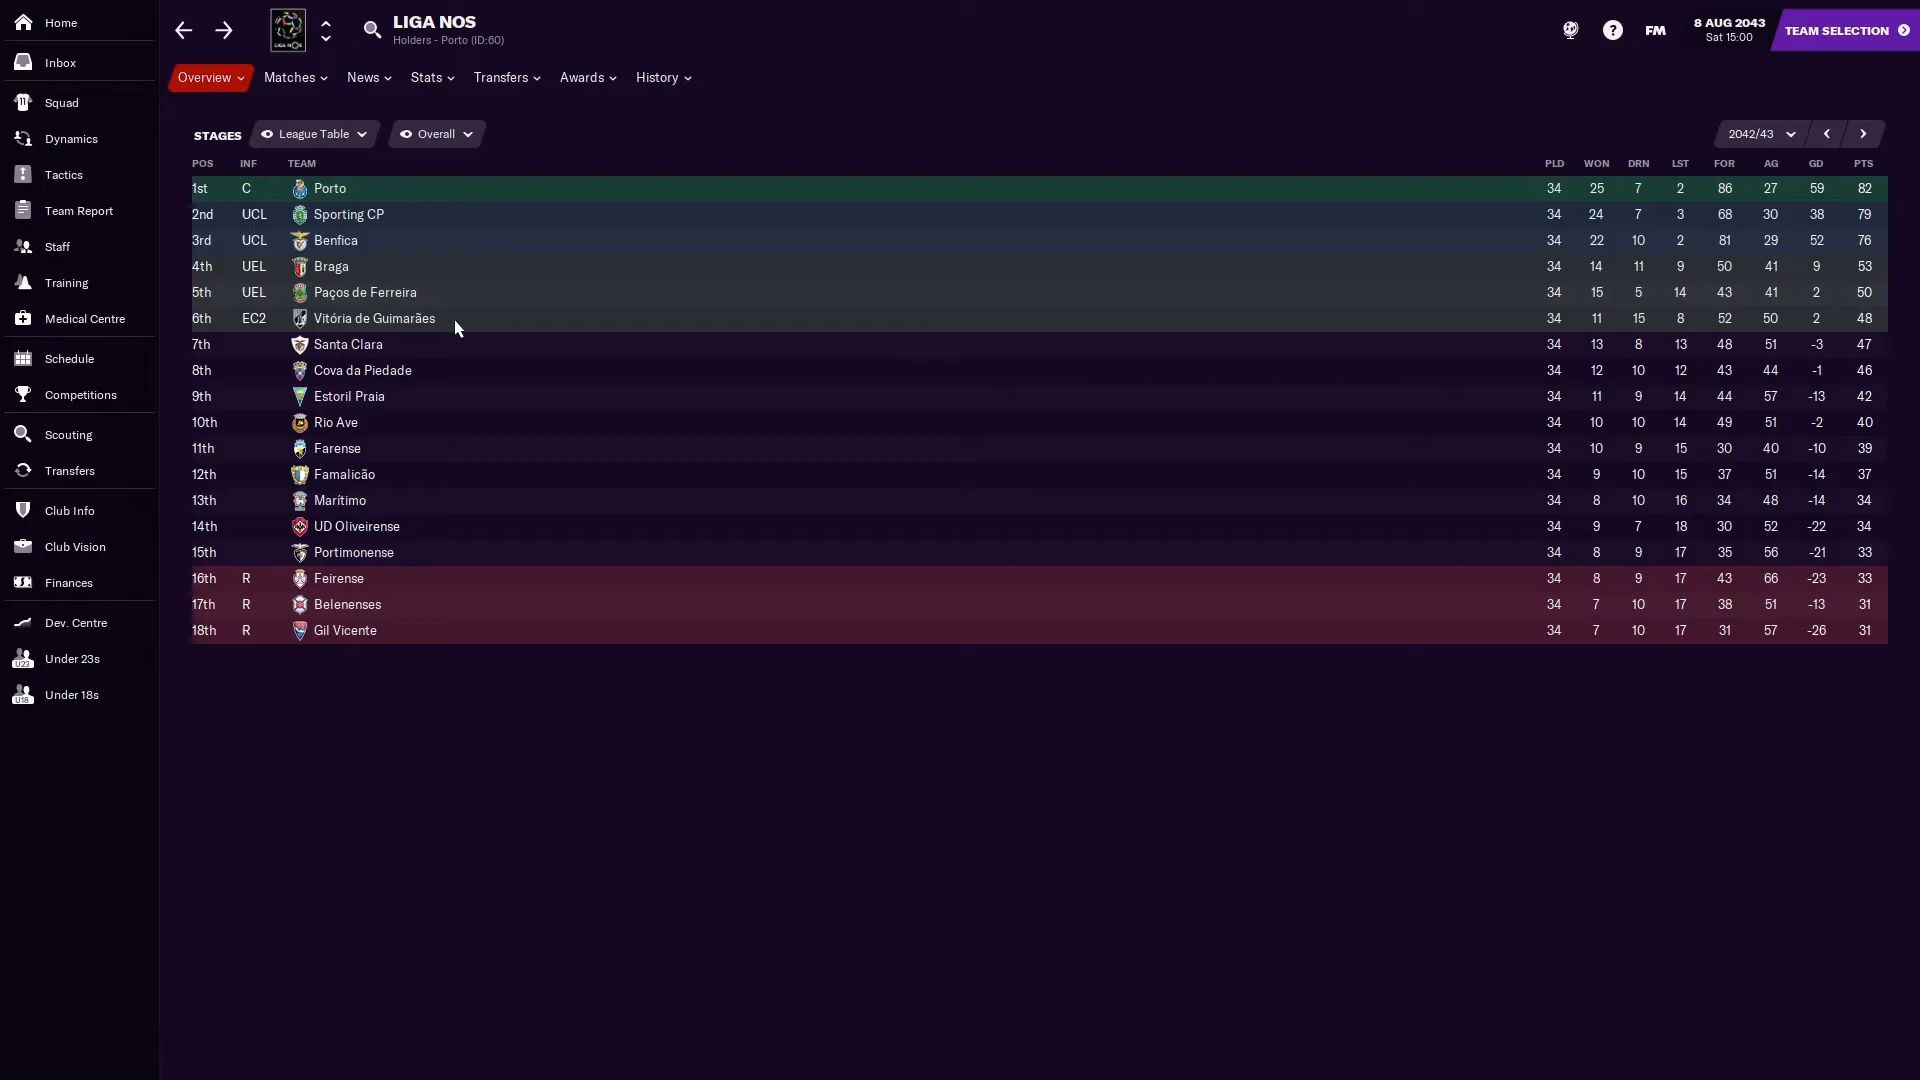 Home
Inbox
Squad
Dynamics
Tactics
Team Report
Staff
Training
Medical Centre
Schedule
Competitions
Scouting
Transfers
Club Info
Club Vision
Finances
Dev. Centre
U23 Under 23s
U18 Under 18s
LIGA NOS
LIGA NOS
Holders - Porto (ID:60)
? FM
8 AUG 2043
Sat 15:00
TEAM SELECTION
Overview Matches News Stats Transfers Awards History
STAGES League Table Overall 2042/43
POS INF TEAM PLD WON DRN LST FOR AG GD PTS
1st C Porto 34 25 7 2 86 27 59 82
2nd UCL Sporting CP 34 24 7 3 68 30 38 79
3rd UCL Benfica 34 22 10 2 81 29 52 76
4th UEL Braga 34 14 11 9 50 41 9 53
5th UEL Paços de Ferreira 34 15 5 14 43 41 2 50
6th EC2 Vitória de Guimarães 34 11 15 8 52 50 2 48
7th Santa Clara 34 13 8 13 48 51 -3 47
8th Cova da Piedade 34 12 10 12 43 44 -1 46
9th Estoril Praia 34 11 9 14 44 57 -13 42
10th Rio Ave 34 10 10 14 49 51 -2 40
11th Farense 34 10 9 15 30 40 -10 39
12th Famalicão 34 9 10 15 37 51 -14 37
13th Marítimo 34 8 10 16 34 48 -14 34
14th UD Oliveirense 34 9 7 18 30 52 -22 34
15th Portimonense 34 8 9 17 35 56 -21 33
16th R Feirense 34 8 9 17 43 66 -23 33
17th R Belenenses 34 7 10 17 38 51 -13 31
18th R Gil Vicente 34 7 10 17 31 57 -26 31